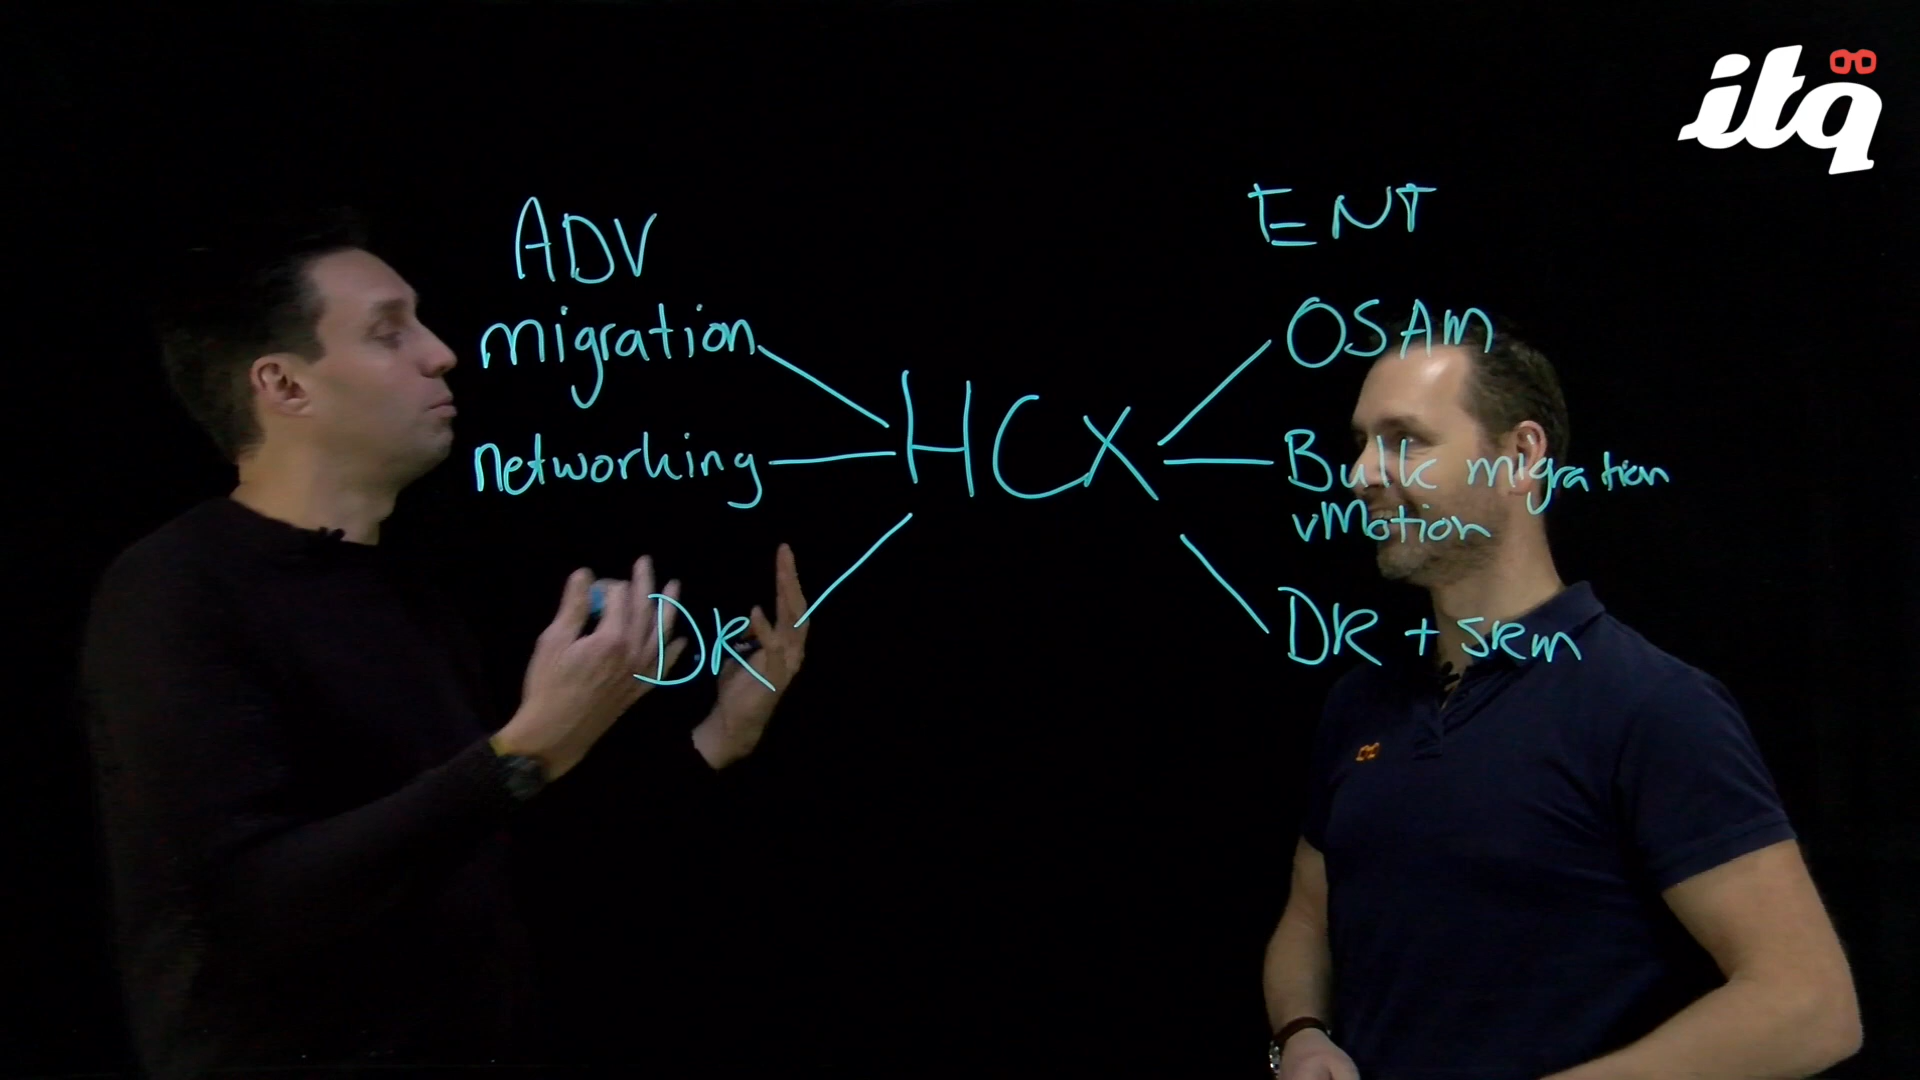 itq
ADV
migration
networking
DR
HCX
ENT
OSAM
Bulk migration
vMotion
DR + SRM